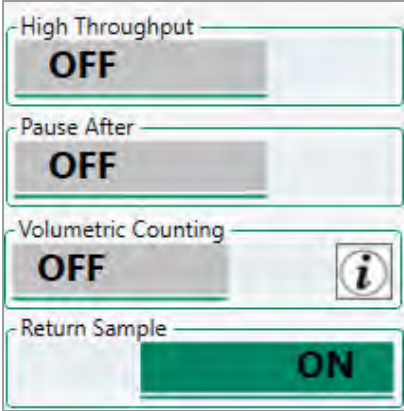 High Throughput
OFF
Pause After
OFF
Volumetric Counting
OFF
i
Return Sample
ON